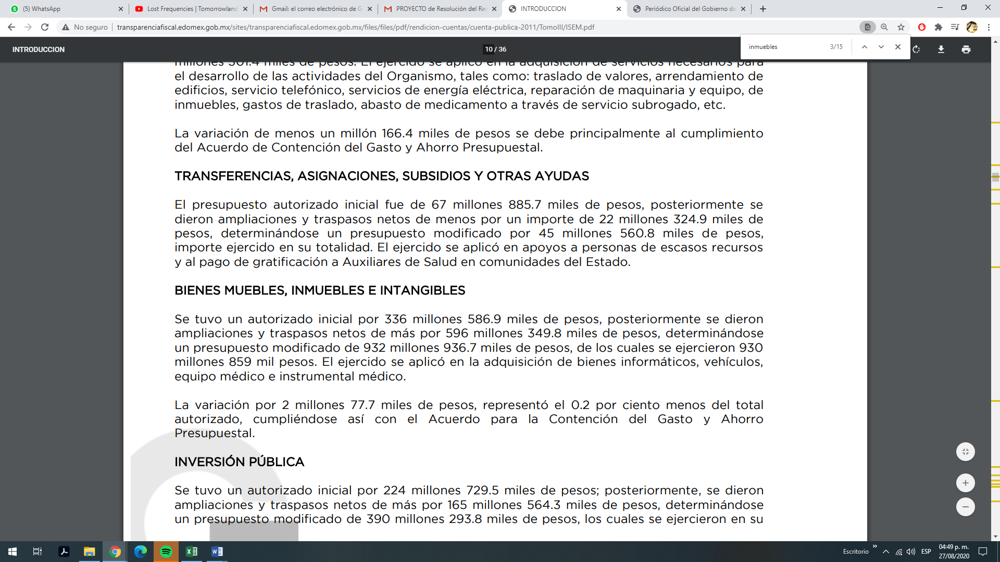 (5) WhatsApp
Lost Frequencies | Tomorrowland
Gmail: el correo electrónico de G
PROYECTO de Resolución del Rec
INTRODUCCION
Periódico Oficial del Gobierno de
No seguro
transparenciafiscal.edomex.gob.mx/sites/transparenciafiscal.edomex.gob.mx/files/files/pdf/rendicion-cuentas/cuenta-publica-2011/TomoIII/ISEM.pdf
INTRODUCCION
10 / 36
inmuebles
3/15
millones 301.4 miles de pesos. El ejercido se aplicó en la adquisición de servicios necesarios para
el desarrollo de las actividades del Organismo, tales como: traslado de valores, arrendamiento de
edificios, servicio telefónico, servicios de energía eléctrica, reparación de maquinaria y equipo, de
inmuebles, gastos de traslado, abasto de medicamento a través de servicio subrogado, etc.
La variación de menos un millón 166.4 miles de pesos se debe principalmente al cumplimiento
del Acuerdo de Contención del Gasto y Ahorro Presupuestal.
TRANSFERENCIAS, ASIGNACIONES, SUBSIDIOS Y OTRAS AYUDAS
El presupuesto autorizado inicial fue de 67 millones 885.7 miles de pesos, posteriormente se
dieron ampliaciones y traspasos netos de menos por un importe de 22 millones 324.9 miles de
pesos, determinándose un presupuesto modificado por 45 millones 560.8 miles de pesos,
importe ejercido en su totalidad. El ejercido se aplicó en apoyos a personas de escasos recursos
y al pago de gratificación a Auxiliares de Salud en comunidades del Estado.
BIENES MUEBLES, INMUEBLES E INTANGIBLES
Se tuvo un autorizado inicial por 336 millones 586.9 miles de pesos, posteriormente se dieron
ampliaciones y traspasos netos de más por 596 millones 349.8 miles de pesos, determinándose
un presupuesto modificado de 932 millones 936.7 miles de pesos, de los cuales se ejercieron 930
millones 859 mil pesos. El ejercido se aplicó en la adquisición de bienes informáticos, vehículos,
equipo médico e instrumental médico.
La variación por 2 millones 77.7 miles de pesos, representó el 0.2 por ciento menos del total
autorizado, cumpliéndose así con el Acuerdo para la Contención del Gasto y Ahorro
Presupuestal.
INVERSIÓN PÚBLICA
Se tuvo un autorizado inicial por 224 millones 729.5 miles de pesos; posteriormente, se dieron
ampliaciones y traspasos netos de más por 165 millones 564.3 miles de pesos, determinándose
un presupuesto modificado de 390 millones 293.8 miles de pesos, los cuales se ejercieron en su
Escritorio
ESP
04:49 p. m.
27/08/2020